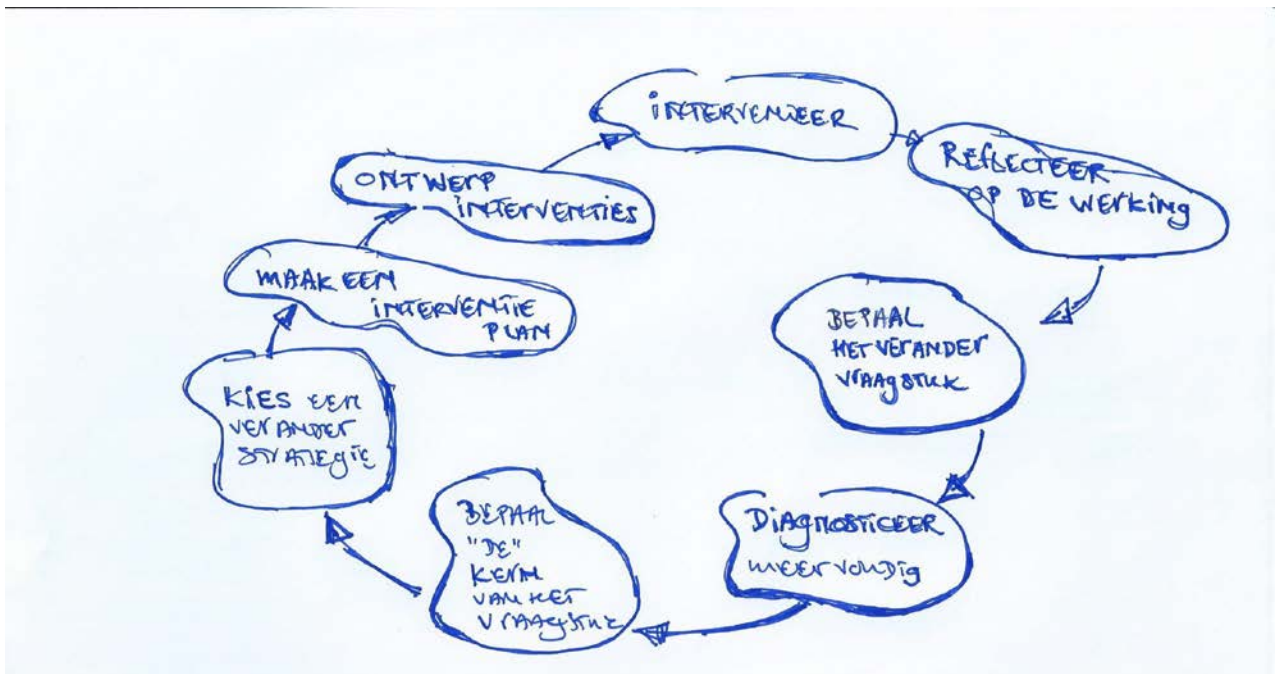 INTERVENIEER
REFLECTEER
OP DE WERKING
ONTWERP
INTERVENTIES
MAAK EEN
INTERVENTIE
PLAN
BEPAAL
HET VERANDER
VRAAGSTUK
KIES EEN
VERANDER
STRATEGIE
DIAGNOSTICEER
MEERVOUDIG
BEPAAL
"DE"
KERN
VAN HET
VRAAGSTUK